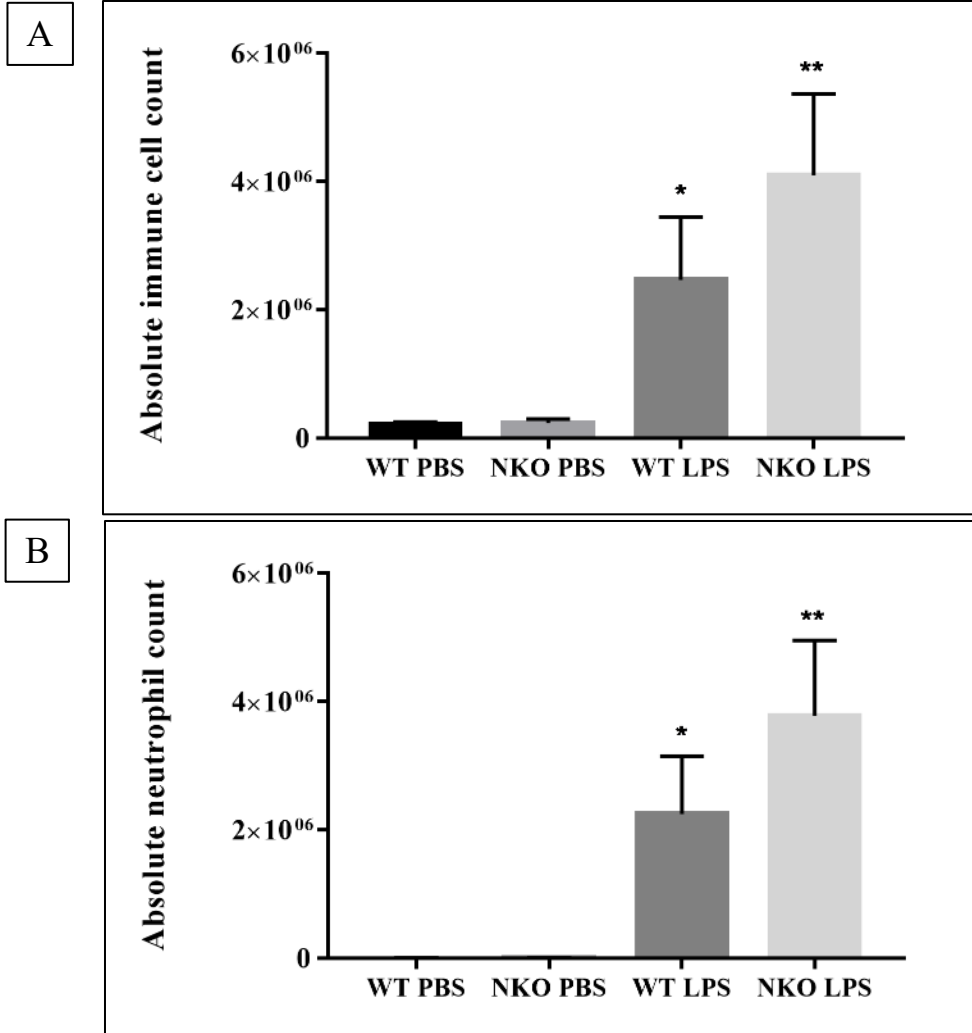 A
Absolute immune cell count
6×10⁰⁶
4×10⁰⁶
2×10⁰⁶
0
*
**
WT PBS NKO PBS WT LPS NKO LPS
B
Absolute neutrophil count
6×10⁰⁶
4×10⁰⁶
2×10⁰⁶
0
*
**
WT PBS NKO PBS WT LPS NKO LPS